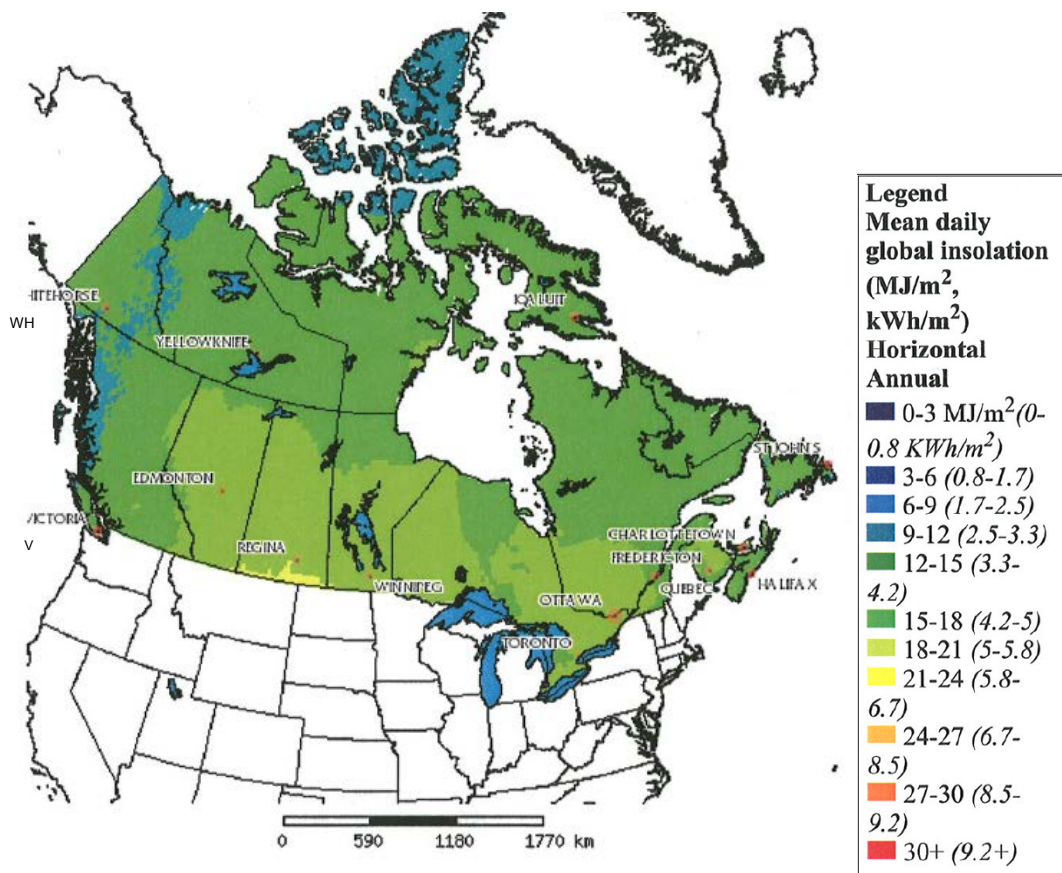 HITEHORSE
WH
YELLOWKNIFE
IQALUIT
ST JOHN'S
EDMONTON
VICTORIA
V
REGINA
WINNIPEG
CHARLOTTETOWN
FREDERICTON
QUEBEC
HALIFAX
OTTAWA
TORONTO
0 590 1180 1770 km
Legend
Mean daily
global insolation
(MJ/m²,
kWh/m²)
Horizontal
Annual
0-3 MJ/m²(0-
0.8 KWh/m²)
3-6 (0.8-1.7)
6-9 (1.7-2.5)
9-12 (2.5-3.3)
12-15 (3.3-
4.2)
15-18 (4.2-5)
18-21 (5-5.8)
21-24 (5.8-
6.7)
24-27 (6.7-
8.5)
27-30 (8.5-
9.2)
30+ (9.2+)